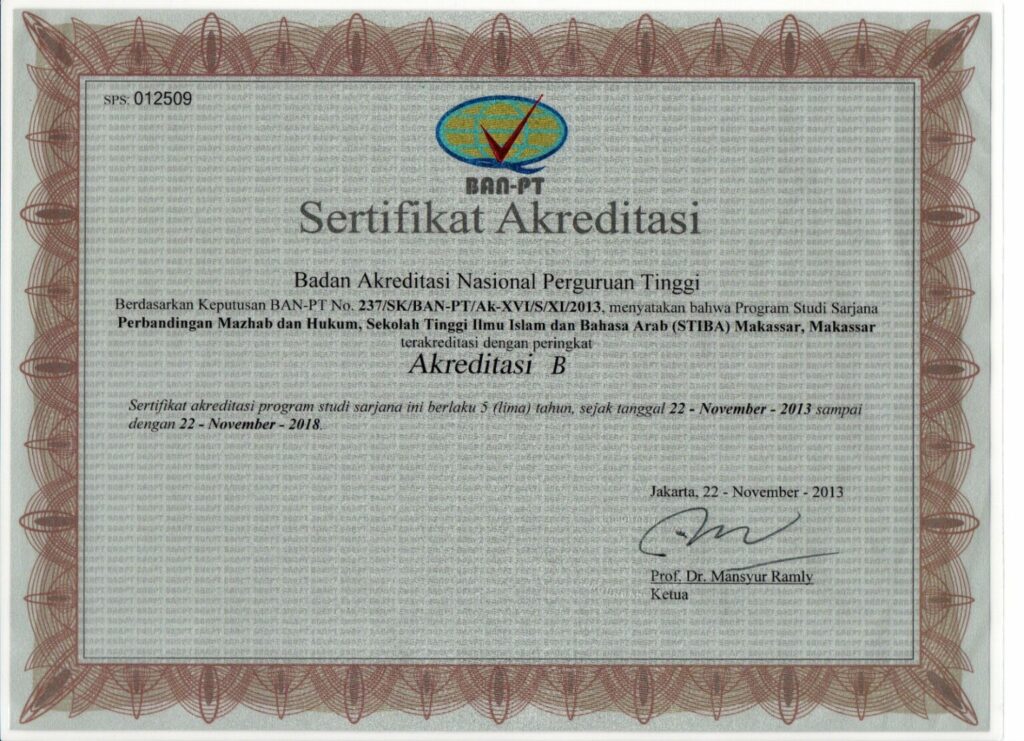 SPS. 012509
BAN-PT
Sertifikat Akreditasi
Badan Akreditasi Nasional Perguruan Tinggi
Berdasarkan Keputusan BAN-PT No. 237/SK/BAN-PT/Ak-XVI/S/XI/2013, menyatakan bahwa Program Studi Sarjana
Perbandingan Mazhab dan Hukum, Sekolah Tinggi Ilmu Islam dan Bahasa Arab (STIBA) Makassar, Makassar
terakreditasi dengan peringkat
Akreditasi B
Sertifikat akreditasi program studi sarjana ini berlaku 5 (lima) tahun, sejak tanggal 22 - November - 2013 sampai
dengan 22 - November - 2018.
Jakarta, 22 - November - 2013
Prof. Dr. Mansyur Ramly
Ketua